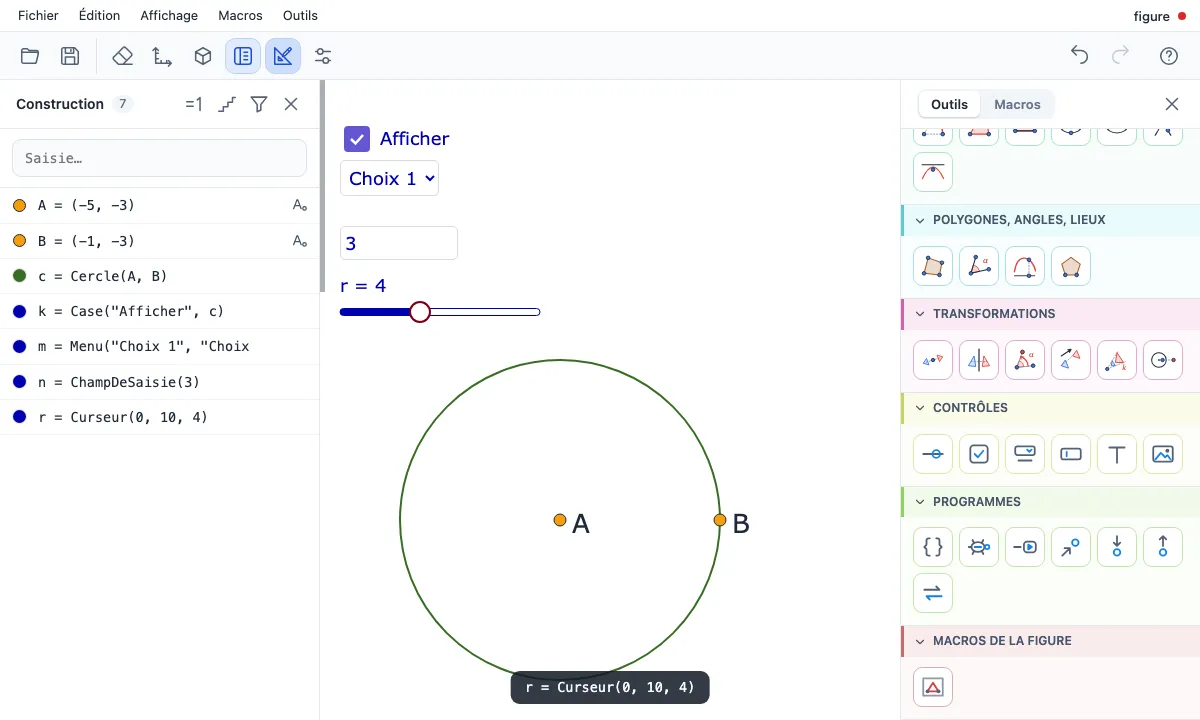 Fichier Édition Affichage Macros Outils figure
Construction 7 =1
Saisie…
A = (−5, −3) A
B = (−1, −3) A
c = Cercle(A, B)
k = Case("Afficher", c)
m = Menu("Choix 1", "Choix
n = ChampDeSaisie(3)
r = Curseur(0, 10, 4)
Afficher
Choix 1
3
r = 4
A
B
r = Curseur(0, 10, 4)
Outils Macros
POLYGONES, ANGLES, LIEUX
α
TRANSFORMATIONS
α
k
CONTRÔLES
T
PROGRAMMES
{ }
MACROS DE LA FIGURE